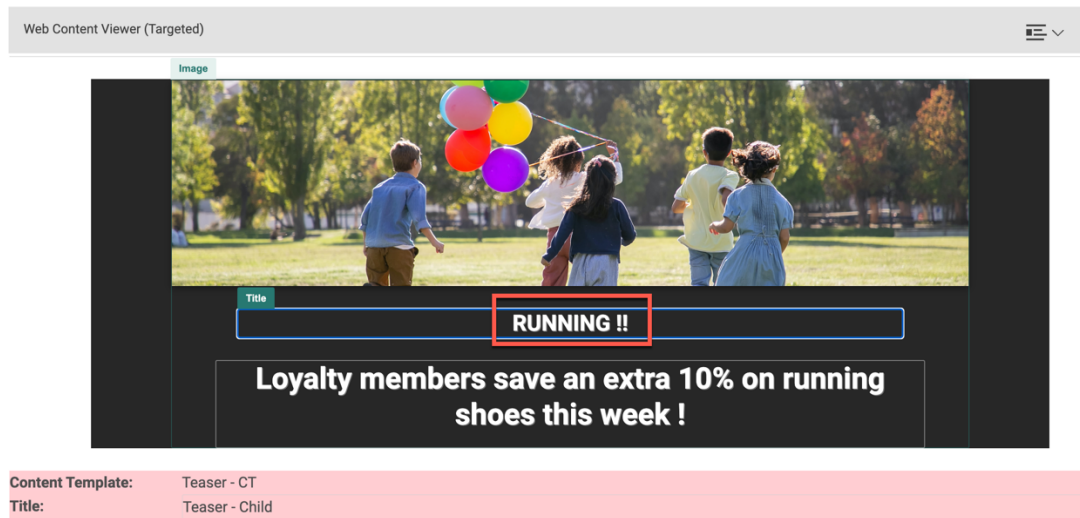 Web Content Viewer (Targeted)
Image
Title
RUNNING !!
Loyalty members save an extra 10% on running
shoes this week !
Content Template: Teaser - CT
Title: Teaser - Child